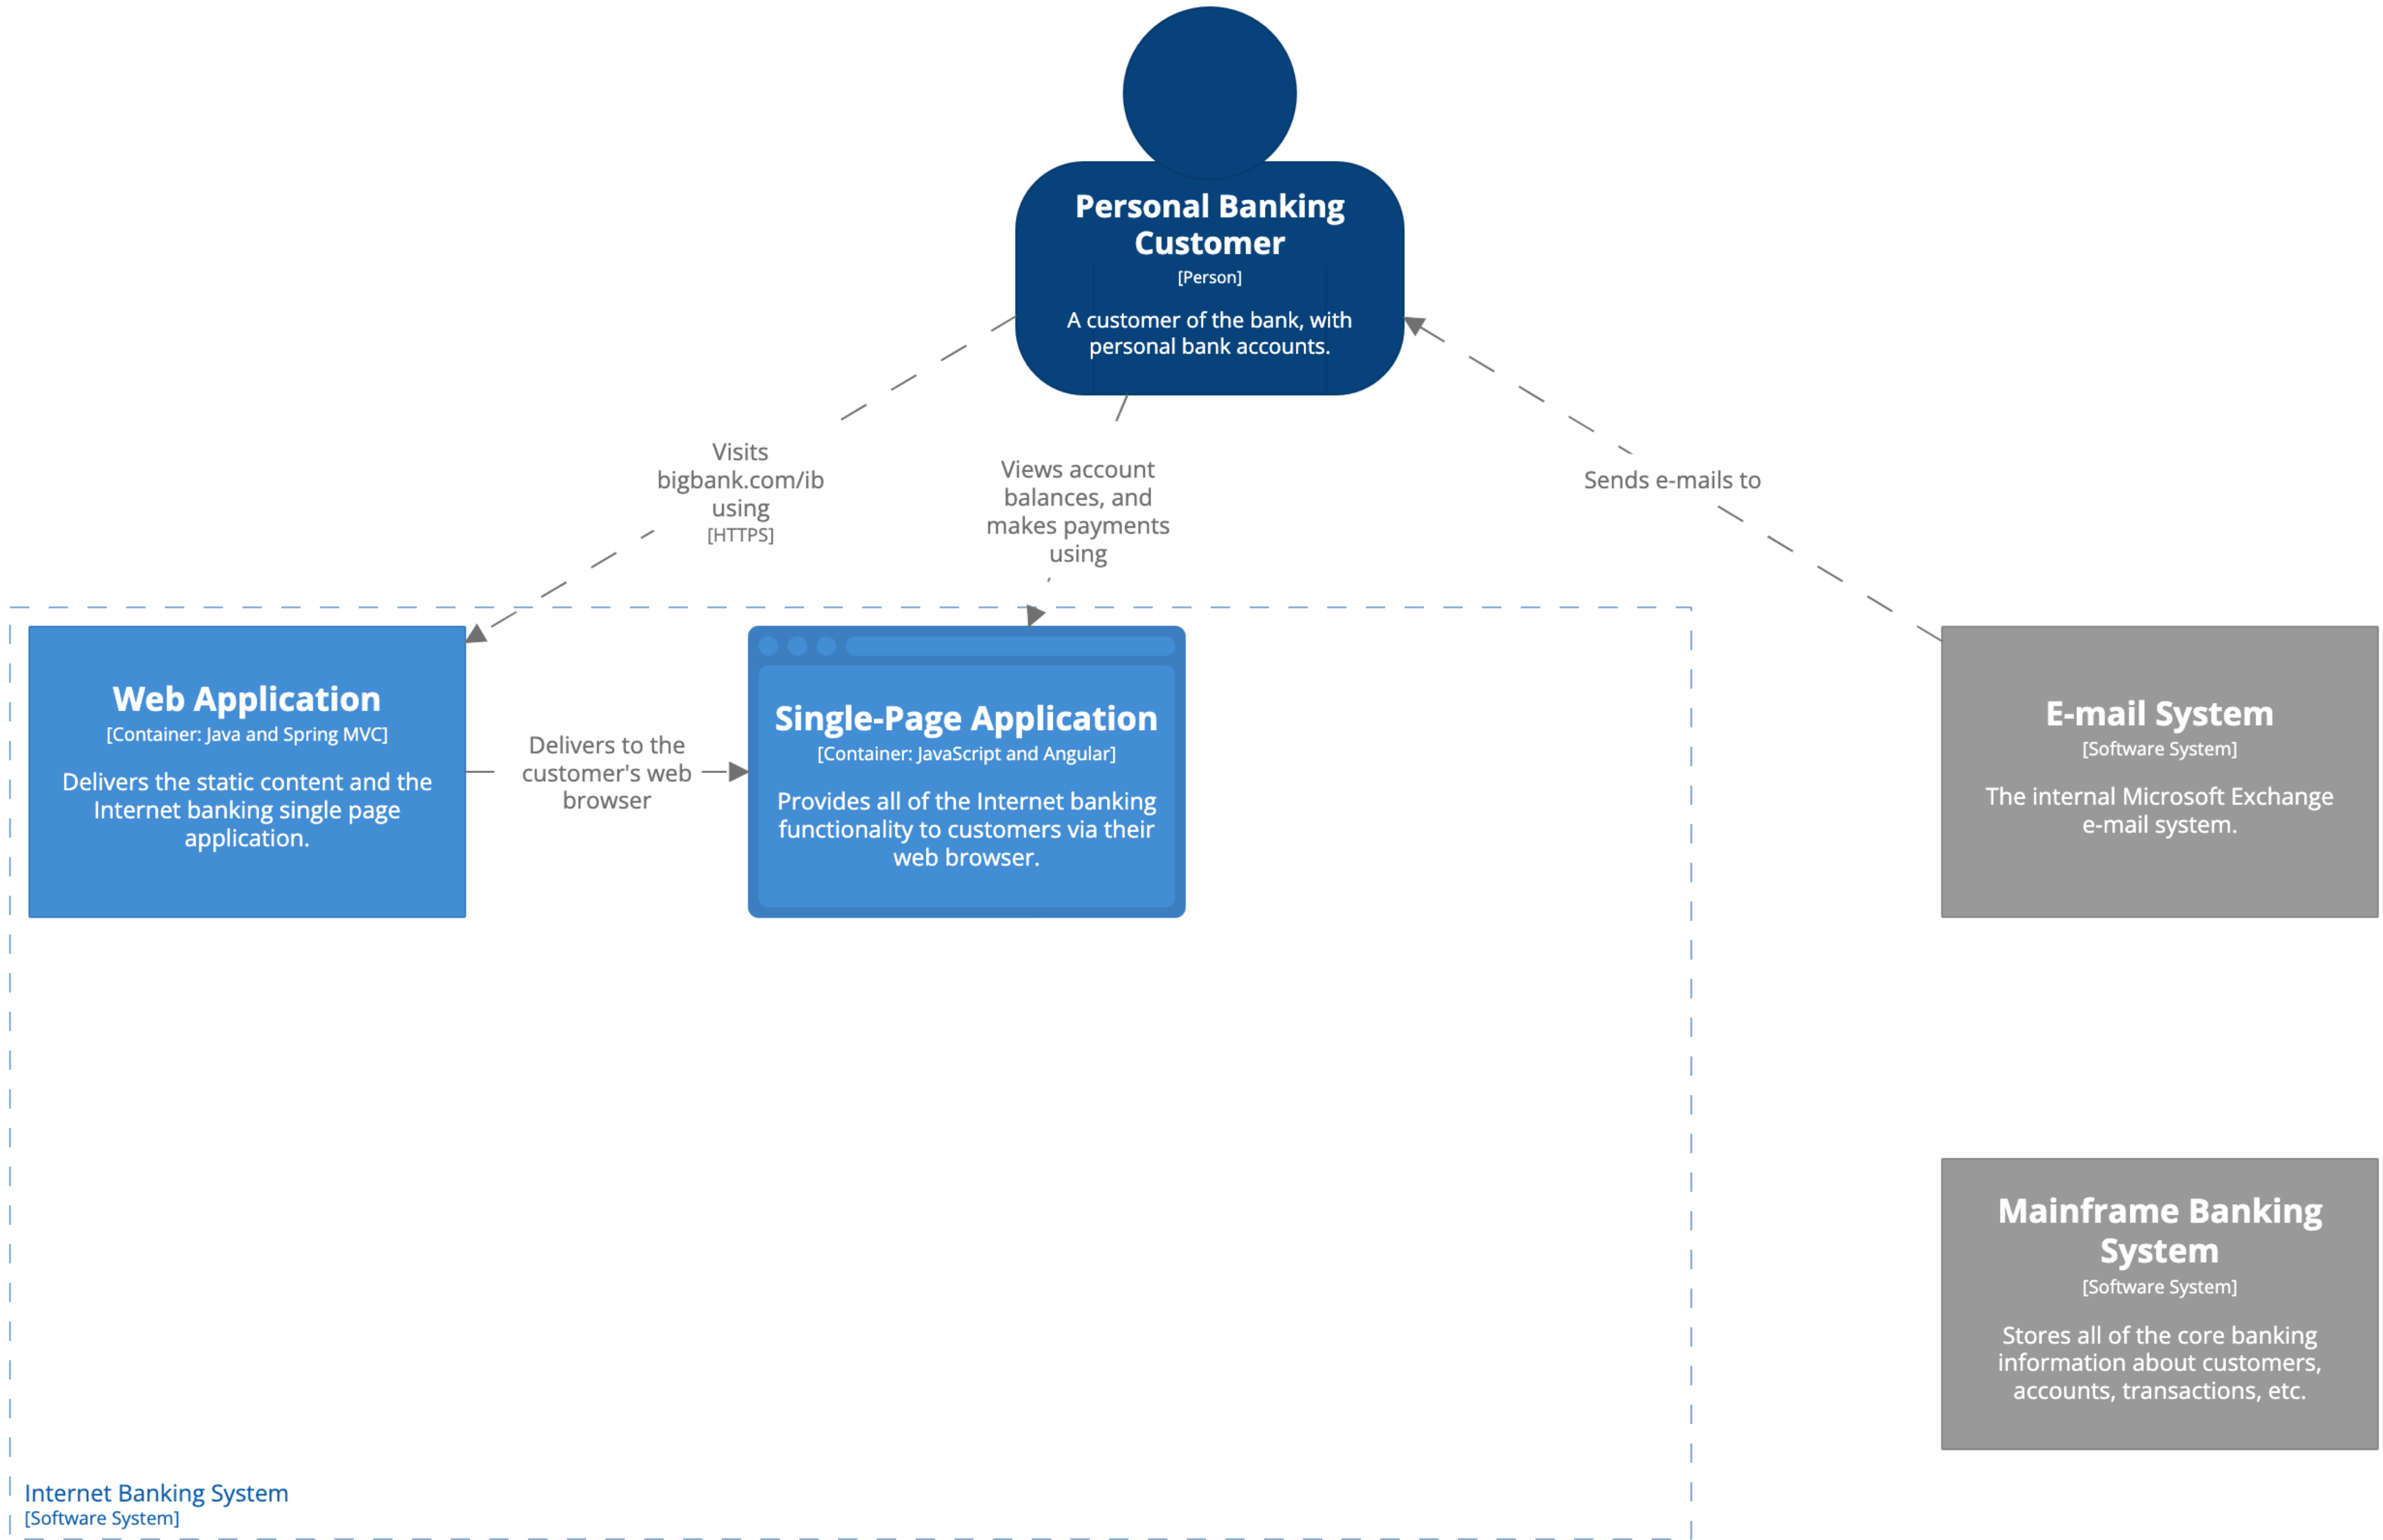 Personal Banking
Customer
[Person]
A customer of the bank, with
personal bank accounts.
Visits
bigbank.com/ib
using
[HTTPS]
Views account
balances, and
makes payments
using
Sends e-mails to
Web Application
[Container: Java and Spring MVC]
Delivers the static content and the
Internet banking single page
application.
Delivers to the
customer's web
browser
Single-Page Application
[Container: JavaScript and Angular]
Provides all of the Internet banking
functionality to customers via their
web browser.
E-mail System
[Software System]
The internal Microsoft Exchange
e-mail system.
Mainframe Banking
System
[Software System]
Stores all of the core banking
information about customers,
accounts, transactions, etc.
Internet Banking System
[Software System]